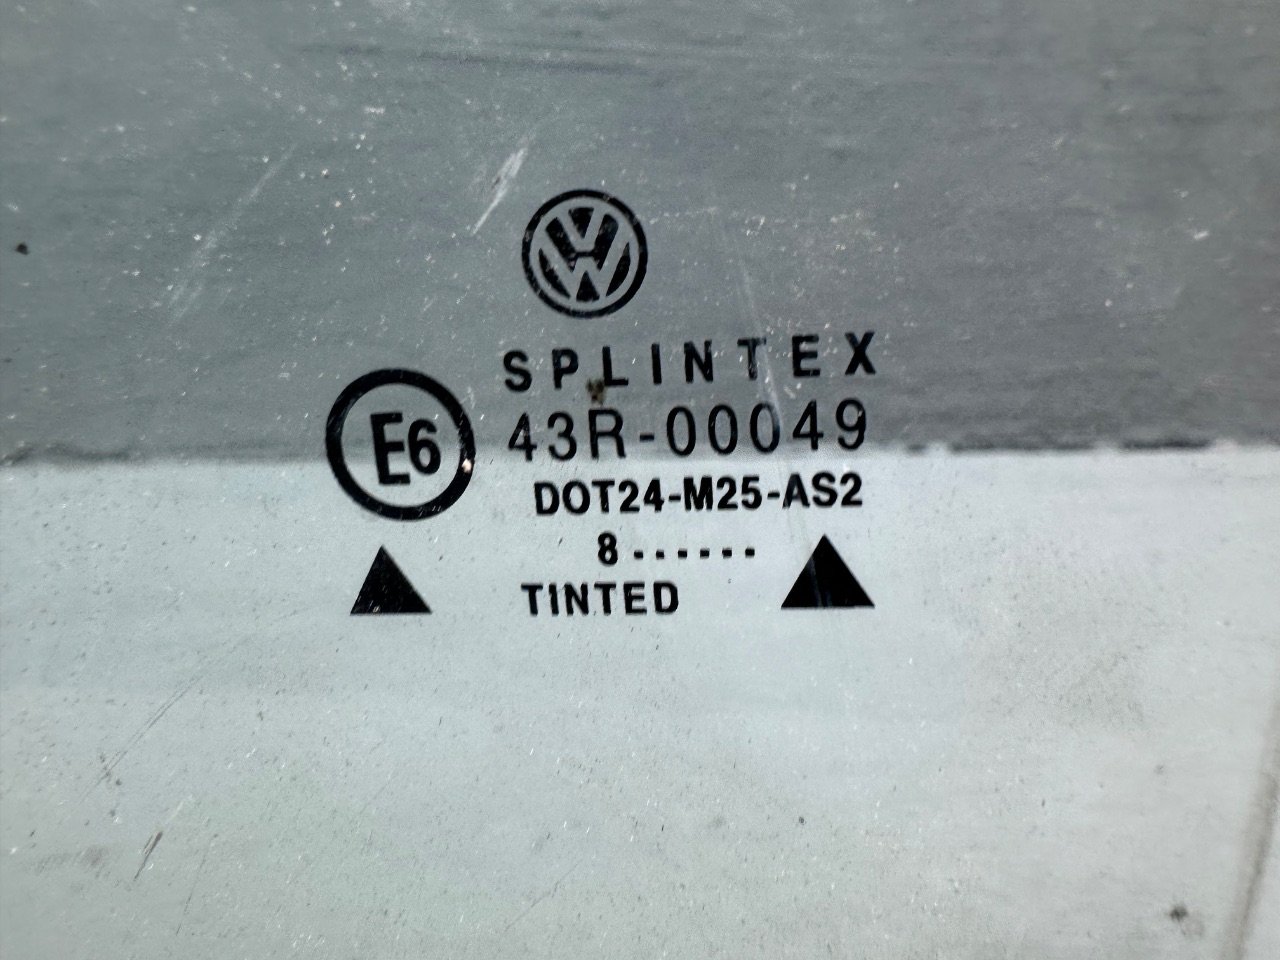 SPLINTEX
E6
43R-00049
DOT24-M25-AS2
8......
TINTED